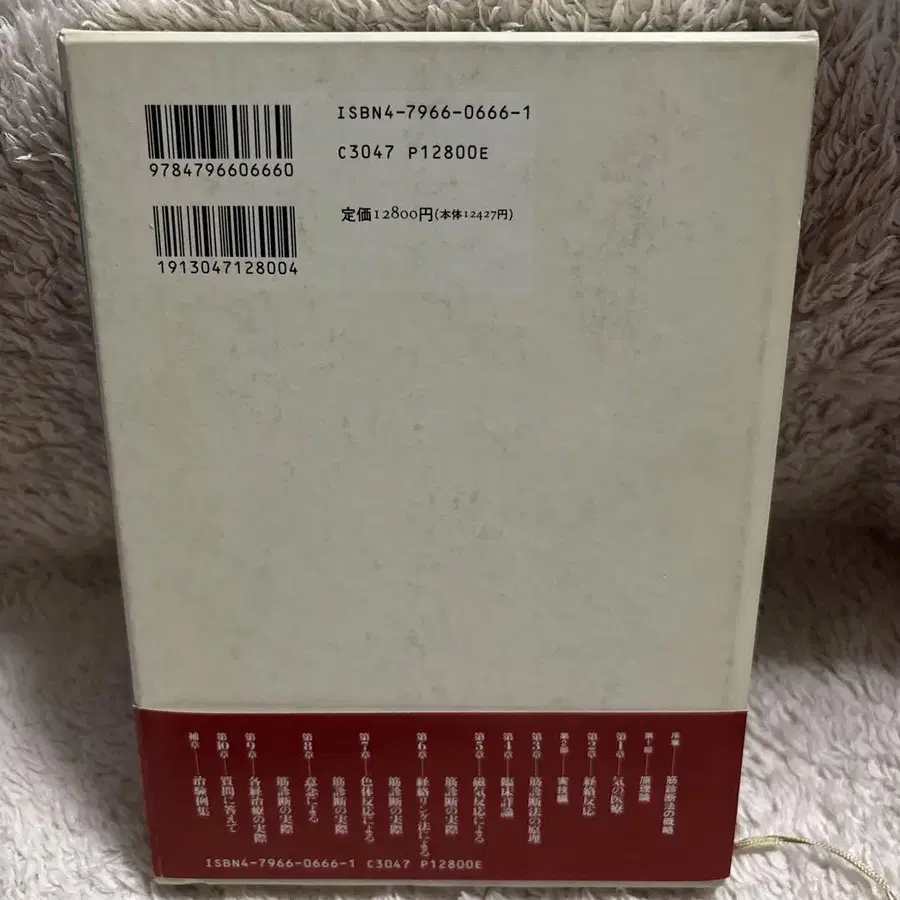 ISBN4-7966-0666-1
C3047 P12800E
9784796606660
定価12800円(本体12427円)
1913047128004
序章――筋診断法の概略
第1部――原理論
第1章――気の医療
第2章――経絡反応
第2部――実技編
第3章――筋診断法の原理
第4章――臨床詳論
第5章――磁気反応による
筋診断の実際
第6章――経絡リング法による
筋診断の実際
第7章――色体反応による
筋診断の実際
第8章――意念による
筋診断の実際
第9章――各経治療の実際
第10章――質問に答えて
補章――治験例集
ISBN4-7966-0666-1 C3047 P12800E